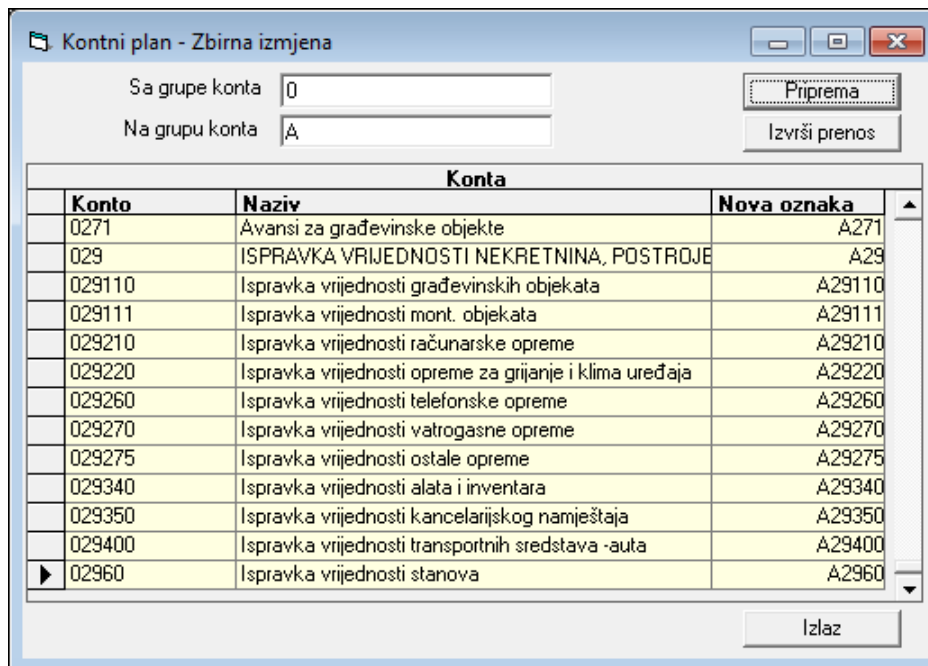 Kontni plan - Zbirna izmjena
Sa grupe konta 0 Priprema
Na grupu konta A Izvrši prenos
Konta
Konto Naziv Nova oznaka
0271 Avansi za građevinske objekte A271
029 ISPRAVKA VRIJEDNOSTI NEKRETNINA, POSTROJE A29
029110 Ispravka vrijednosti građevinskih objekata A29110
029111 Ispravka vrijednosti mont. objekata A29111
029210 Ispravka vrijednosti računarske opreme A29210
029220 Ispravka vrijednosti opreme za grijanje i klima uređaja A29220
029260 Ispravka vrijednosti telefonske opreme A29260
029270 Ispravka vrijednosti vatrogasne opreme A29270
029275 Ispravka vrijednosti ostale opreme A29275
029340 Ispravka vrijednosti alata i inventara A29340
029350 Ispravka vrijednosti kancelarijskog namještaja A29350
029400 Ispravka vrijednosti transportnih sredstava -auta A29400
02960 Ispravka vrijednosti stanova A2960
Izlaz